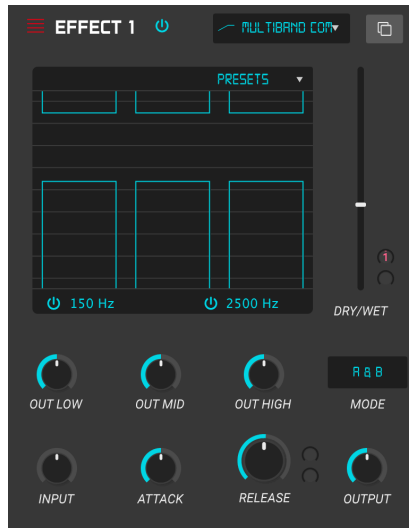 EFFECT 1
MULTIBAND COM
PRESETS
150 Hz
2500 Hz
1
DRY/WET
A & B
OUT LOW
OUT MID
OUT HIGH
MODE
INPUT
ATTACK
RELEASE
OUTPUT